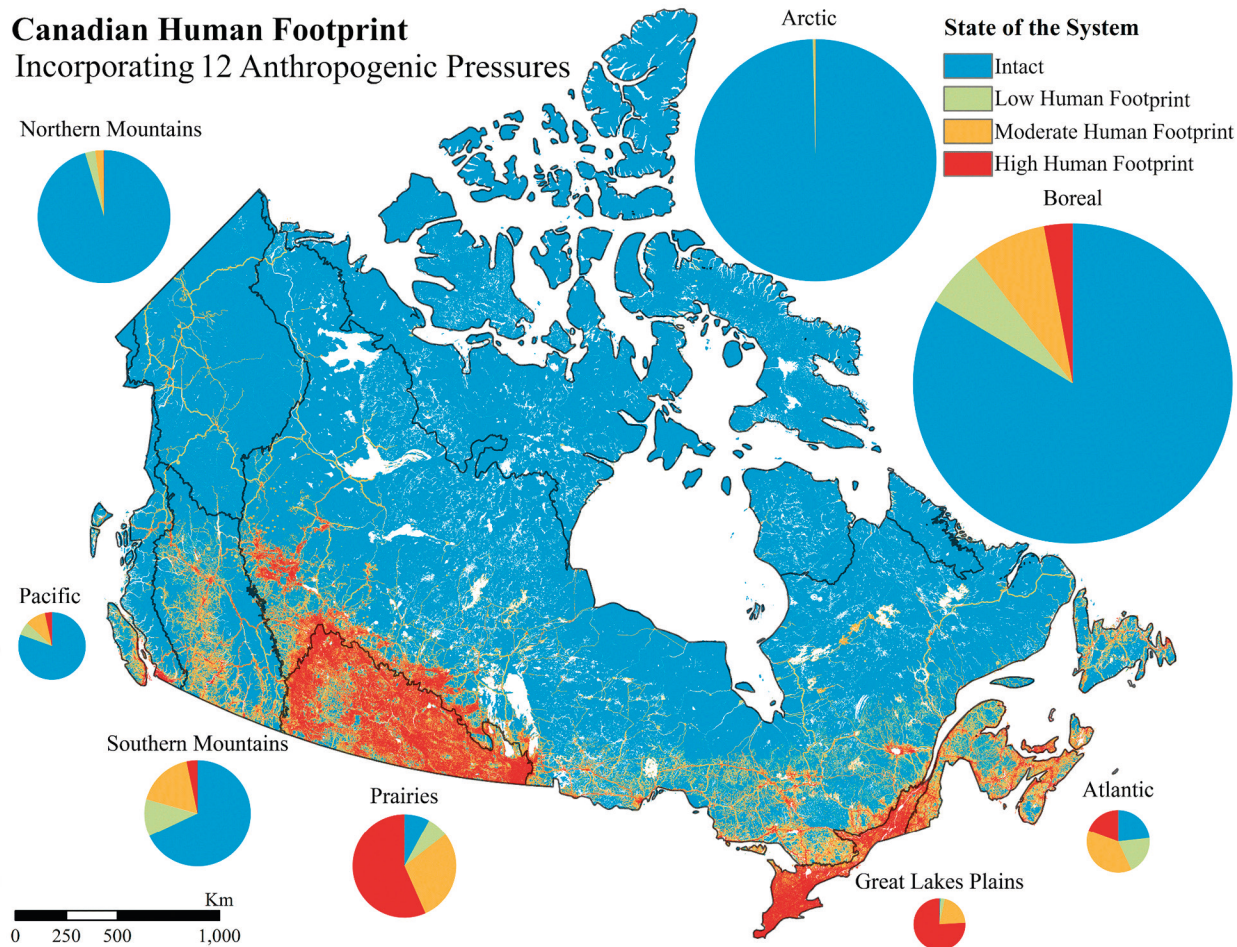 Canadian Human Footprint
Incorporating 12 Anthropogenic Pressures
Arctic
State of the System
Intact
Low Human Footprint
Moderate Human Footprint
High Human Footprint
Northern Mountains
Boreal
Pacific
Southern Mountains
Prairies
Atlantic
Great Lakes Plains
Km
0 250 500 1,000